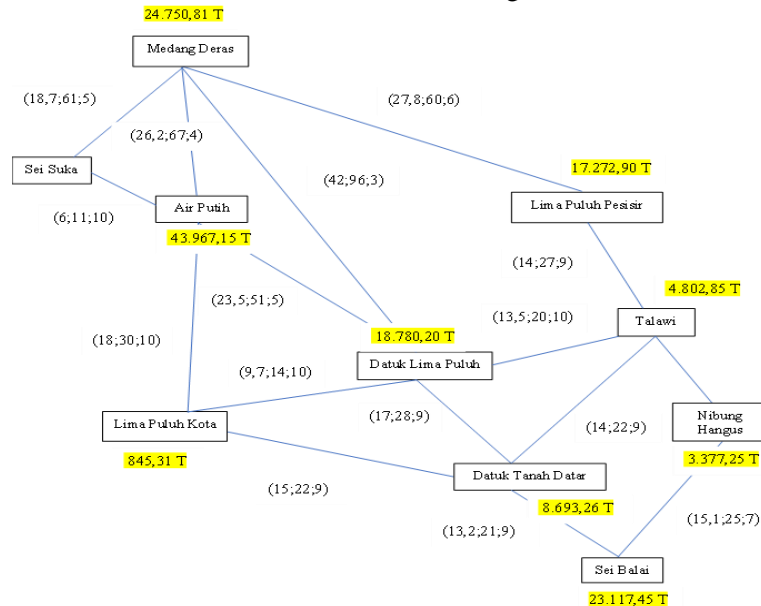 24.750,81 T
Medang Deras
(18,7;61;5)
(27,8;60;6)
(26,2;67;4)
Sei Suka
17.272,90 T
(42;96;3)
Air Putih
Lima Puluh Pesisir
(6;11;10)
43.967,15 T
(14;27;9)
4.802,85 T
(23,5;51;5)
(13,5;20;10)
Talawi
18.780,20 T
(18;30;10)
Datuk Lima Puluh
(9,7;14;10)
Lima Puluh Kota
(17;28;9)
(14;22;9)
Nibung
Hangus
845,31 T
3.377,25 T
Datuk Tanah Datar
(15;22;9)
8.693,26 T
(15,1;25;7)
(13,2;21;9)
Sei Balai
23.117,45 T